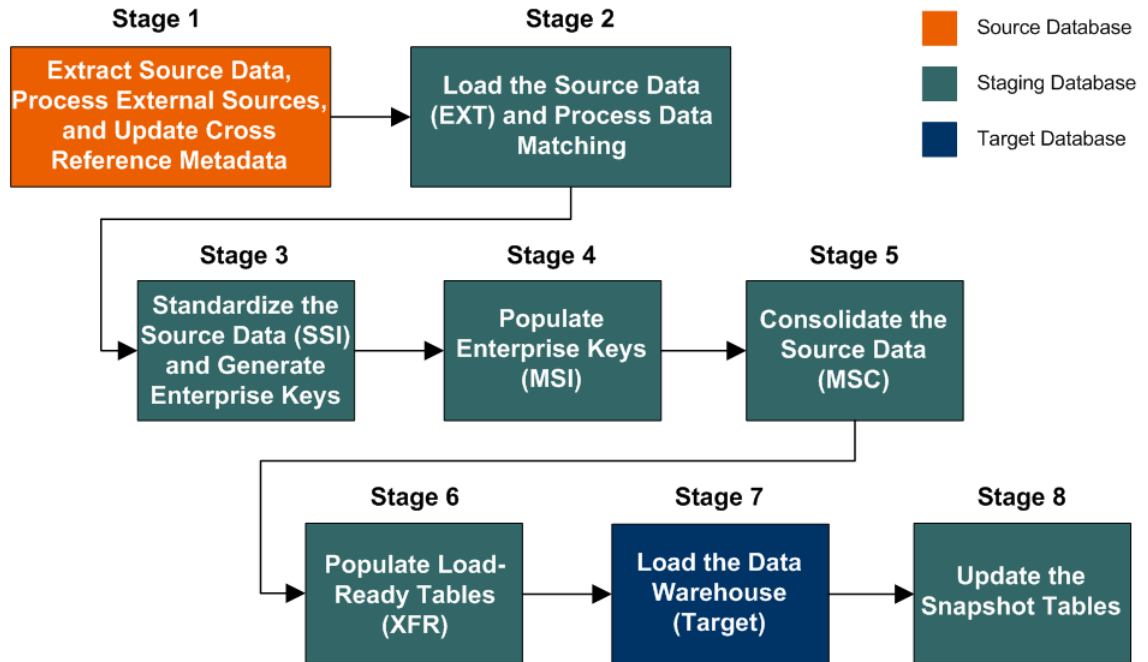 Stage 1
Extract Source Data,
Process External Sources,
and Update Cross
Reference Metadata
Stage 2
Load the Source Data
(EXT) and Process Data
Matching
Source Database
Staging Database
Target Database
Stage 3
Standardize the
Source Data (SSI)
and Generate
Enterprise Keys
Stage 4
Populate
Enterprise Keys
(MSI)
Stage 5
Consolidate the
Source Data
(MSC)
Stage 6
Populate Load-
Ready Tables
(XFR)
Stage 7
Load the Data
Warehouse
(Target)
Stage 8
Update the
Snapshot Tables